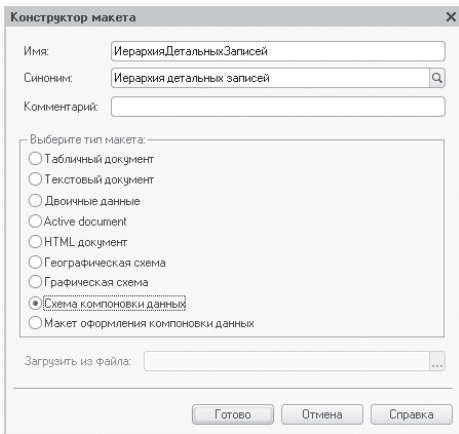 Конструктор макета
Имя: ИерархияДетальныхЗаписей
Синоним: Иерархия детальных записей
Комментарий:
Выберите тип макета:
Табличный документ
Текстовый документ
Двоичные данные
Active document
HTML документ
Географическая схема
Графическая схема
Схема компоновки данных
Макет оформления компоновки данных
Загрузить из файла: ...
Готово Отмена Справка